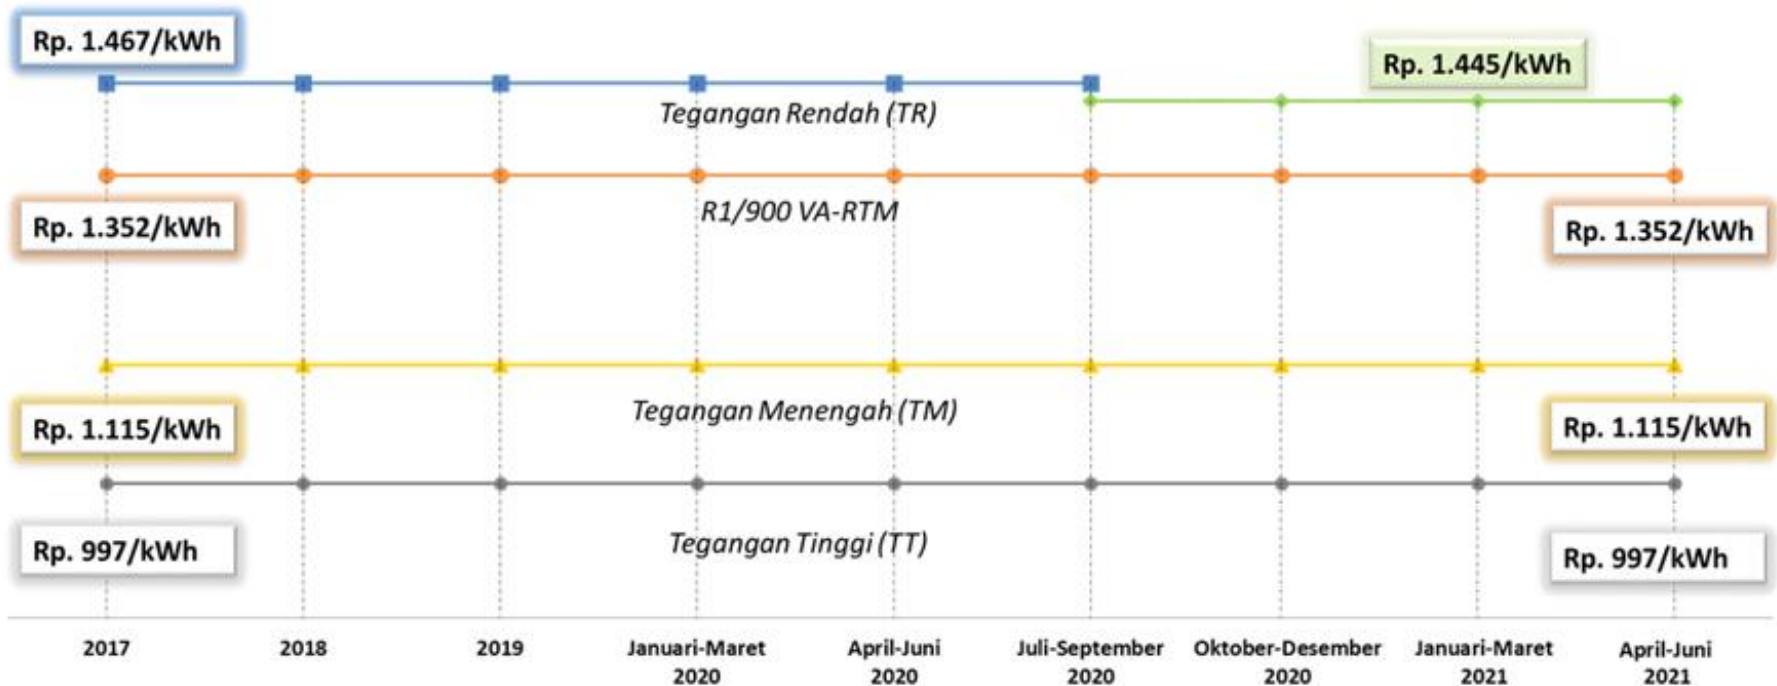 Rp. 1.467/kWh
Rp. 1.445/kWh
Tegangan Rendah (TR)
R1/900 VA-RTM
Rp. 1.352/kWh
Rp. 1.352/kWh
Tegangan Menengah (TM)
Rp. 1.115/kWh
Rp. 1.115/kWh
Tegangan Tinggi (TT)
Rp. 997/kWh
Rp. 997/kWh
2017
2018
2019
Januari-Maret
2020
April-Juni
2020
Juli-September
2020
Oktober-Desember
2020
Januari-Maret
2021
April-Juni
2021